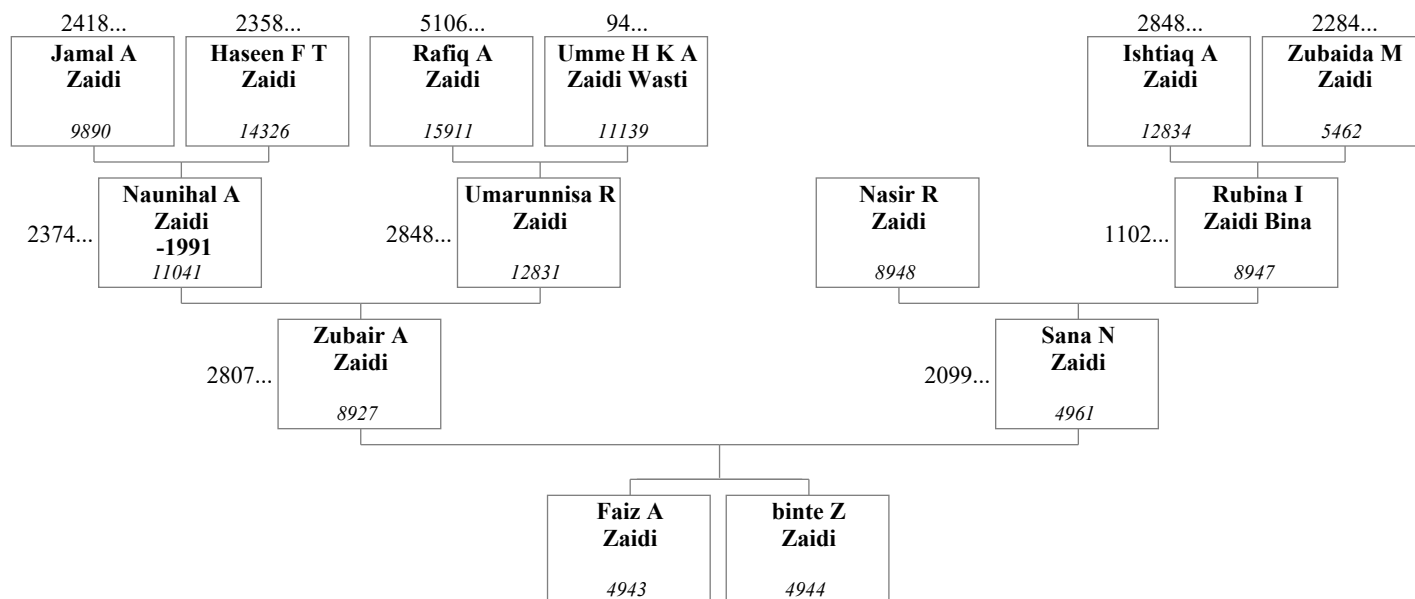 2418...
2358...
5106...
94...
2848...
2284...
Jamal A
Zaidi
9890
Haseen F T
Zaidi
14326
Rafiq A
Zaidi
15911
Umme H K A
Zaidi Wasti
11139
Ishtiaq A
Zaidi
12834
Zubaida M
Zaidi
5462
2374...
Naunihal A
Zaidi
-1991
11041
2848...
Umarunnisa R
Zaidi
12831
Nasir R
Zaidi
8948
1102...
Rubina I
Zaidi Bina
8947
2807...
Zubair A
Zaidi
8927
2099...
Sana N
Zaidi
4961
Faiz A
Zaidi
4943
binte Z
Zaidi
4944